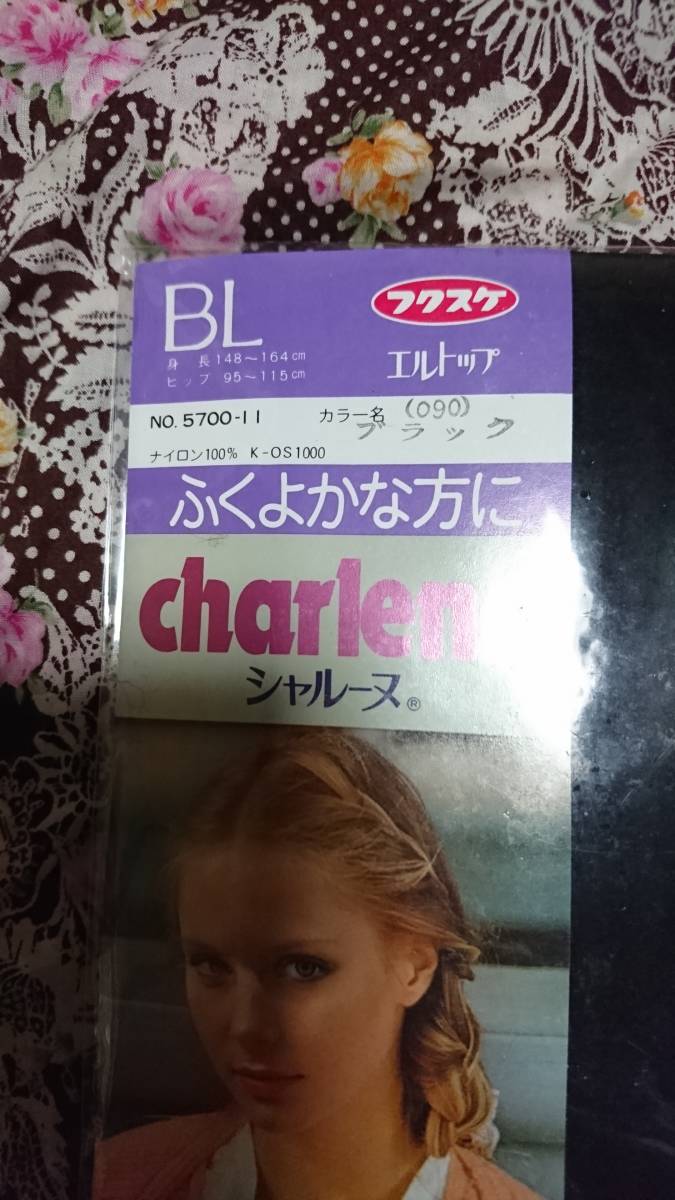 BL
フクスケ
身長148〜164cm
ヒップ 95〜115cm
エルトップ
NO. 5700-11 カラー名 (090)
ブラック
ナイロン100% K-OS1000
ふくよかな方に
charlen
シャルーヌ®